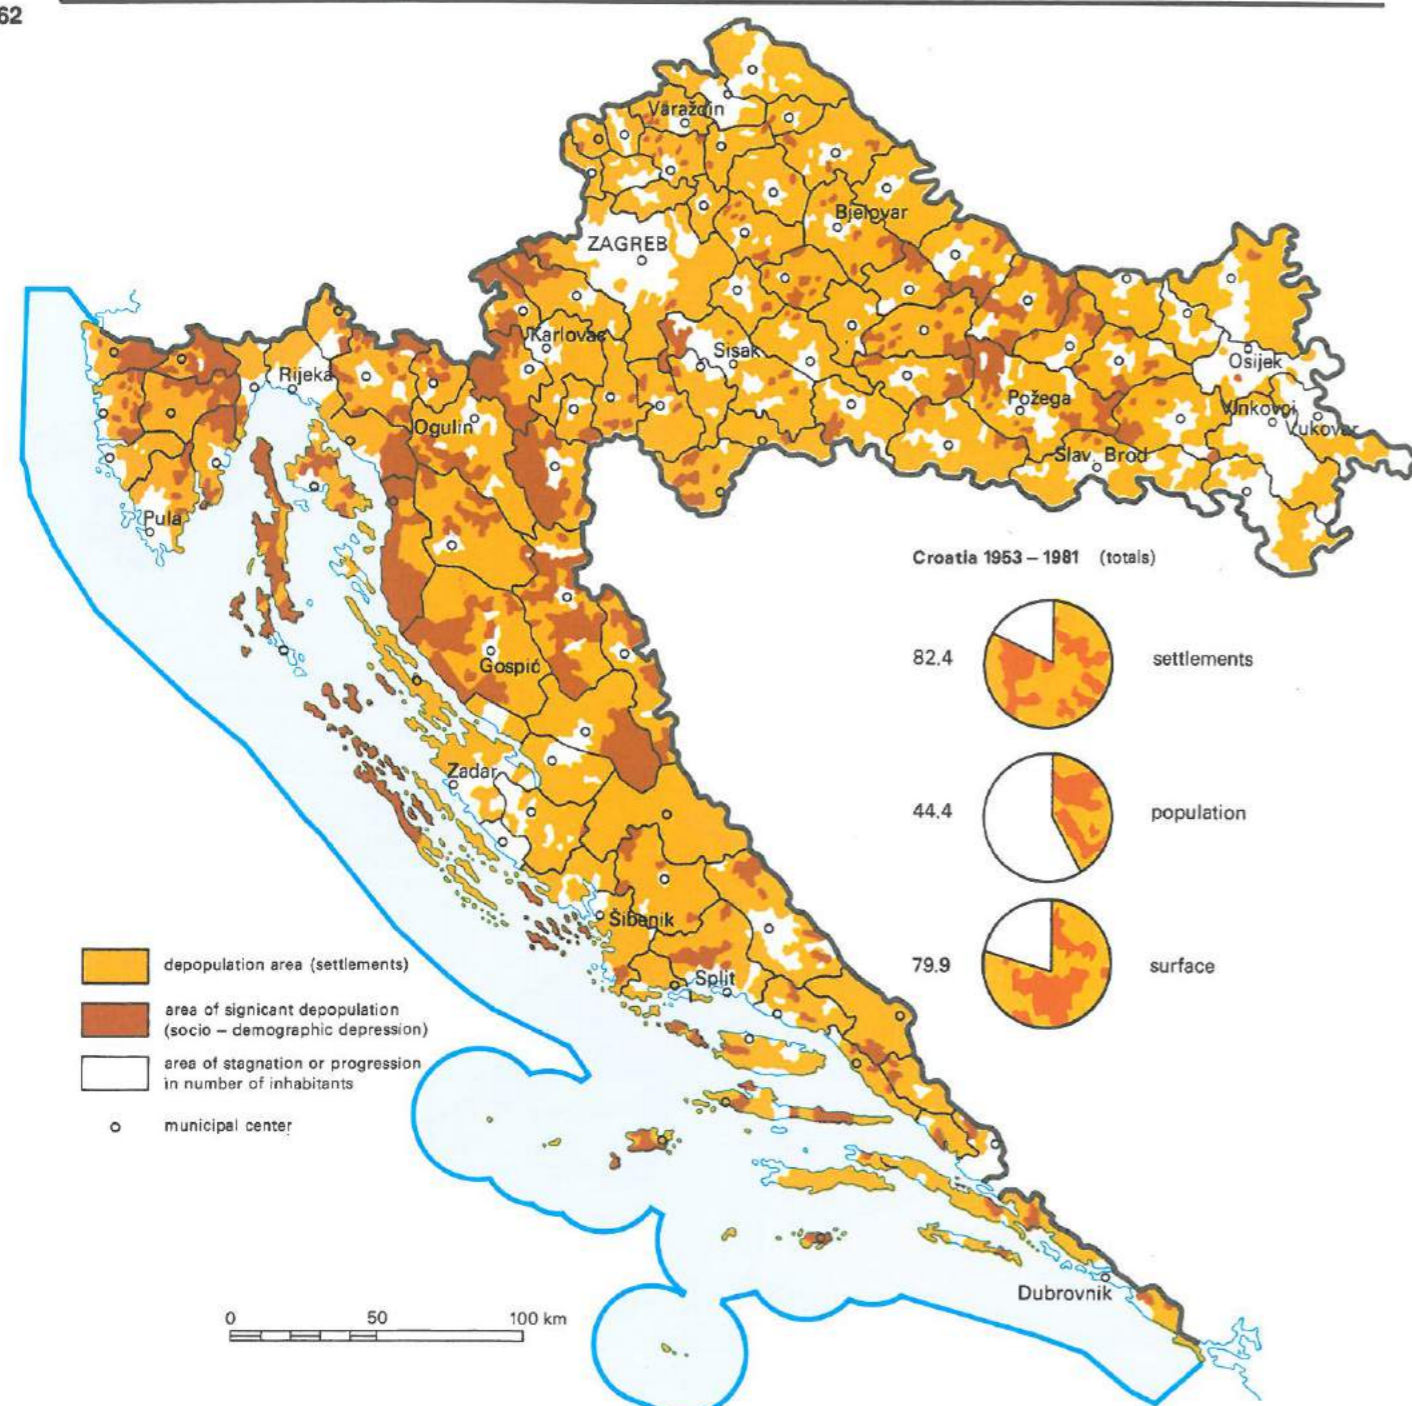 62
Varaždin
Bjelovar
ZAGREB
Karlovac
Sisak
Osijek
Rijeka
Požega
Vinkovci
Vukovar
Ogulin
Slav. Brod
Pula
Croatia 1953 – 1981 (totals)
82.4 settlements
Gospić
Zadar
44.4 population
Šibenik
depopulation area (settlements)
79.9 surface
Split
area of signicant depopulation
(socio – demographic depression)
area of stagnation or progression
in number of inhabitants
municipal center
Dubrovnik
0 50 100 km